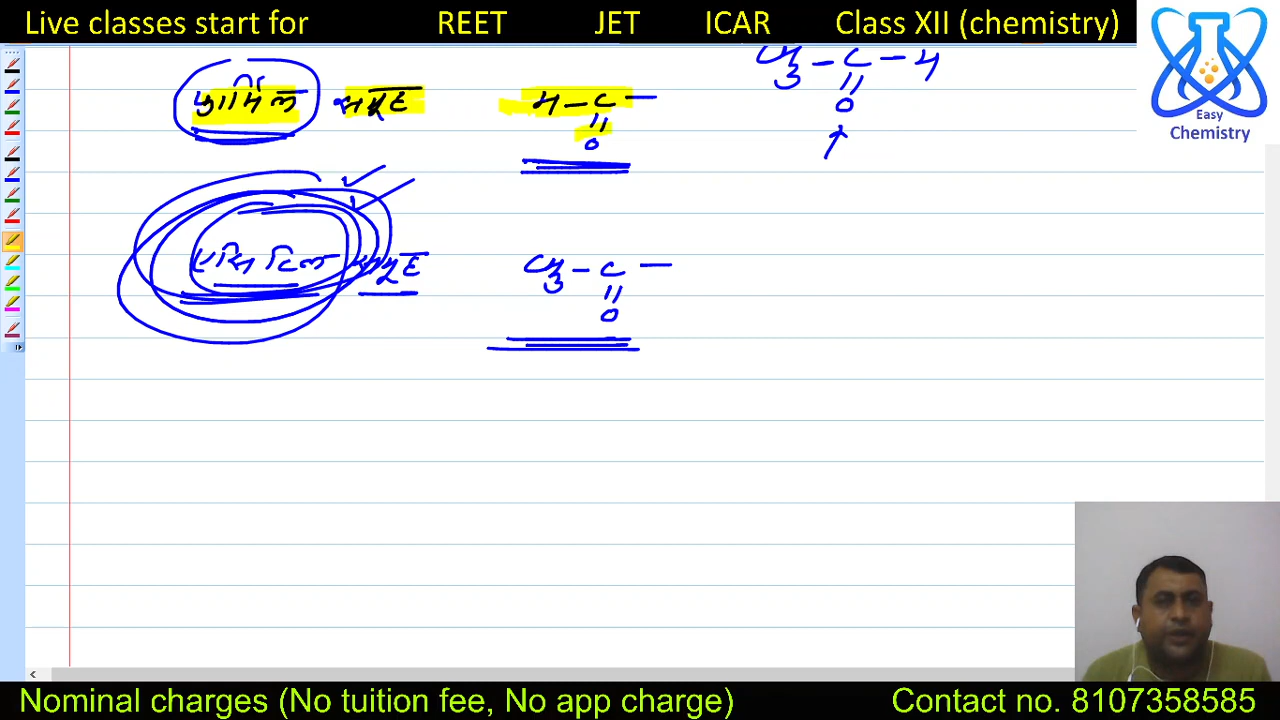 Live classes start for REET JET ICAR Class XII (chemistry)
Easy
Chemistry
CH3 – C – H
||
O
समूह H – C –
||
O
एसिटिल समूह CH3 – C –
||
O
Nominal charges (No tuition fee, No app charge) Contact no. 8107358585